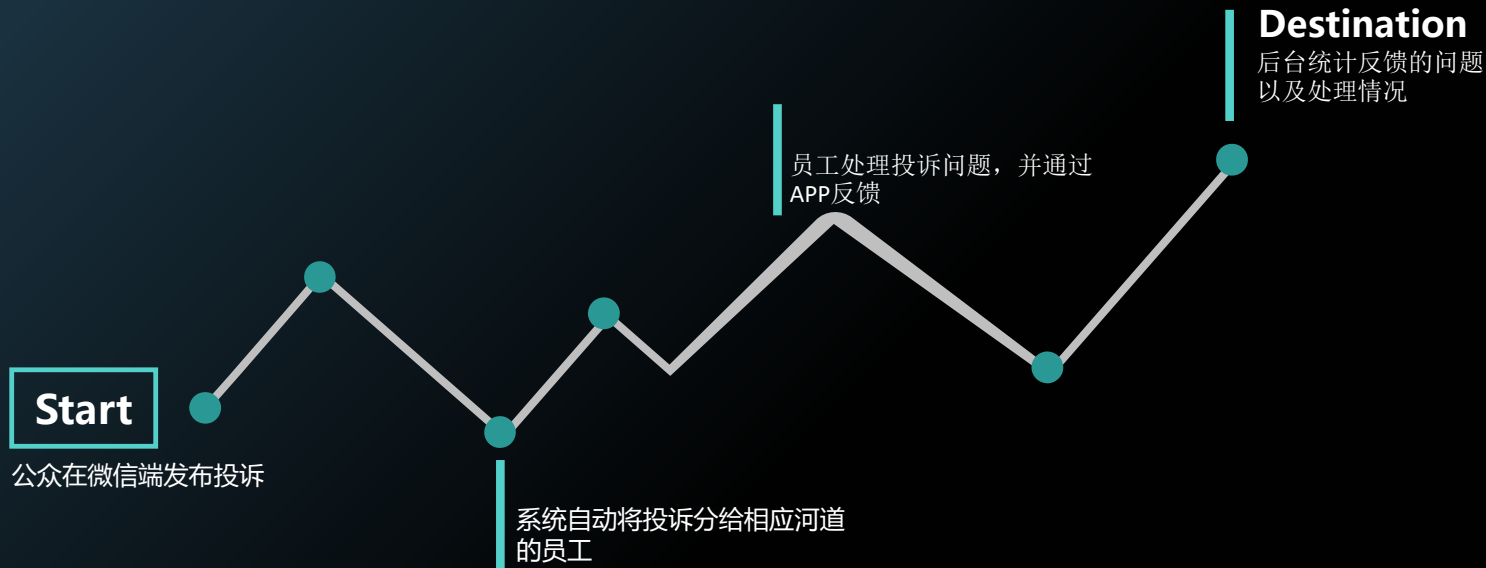 Start
公众在微信端发布投诉
系统自动将投诉分给相应河道
的员工
员工处理投诉问题，并通过
APP反馈
Destination
后台统计反馈的问题
以及处理情况